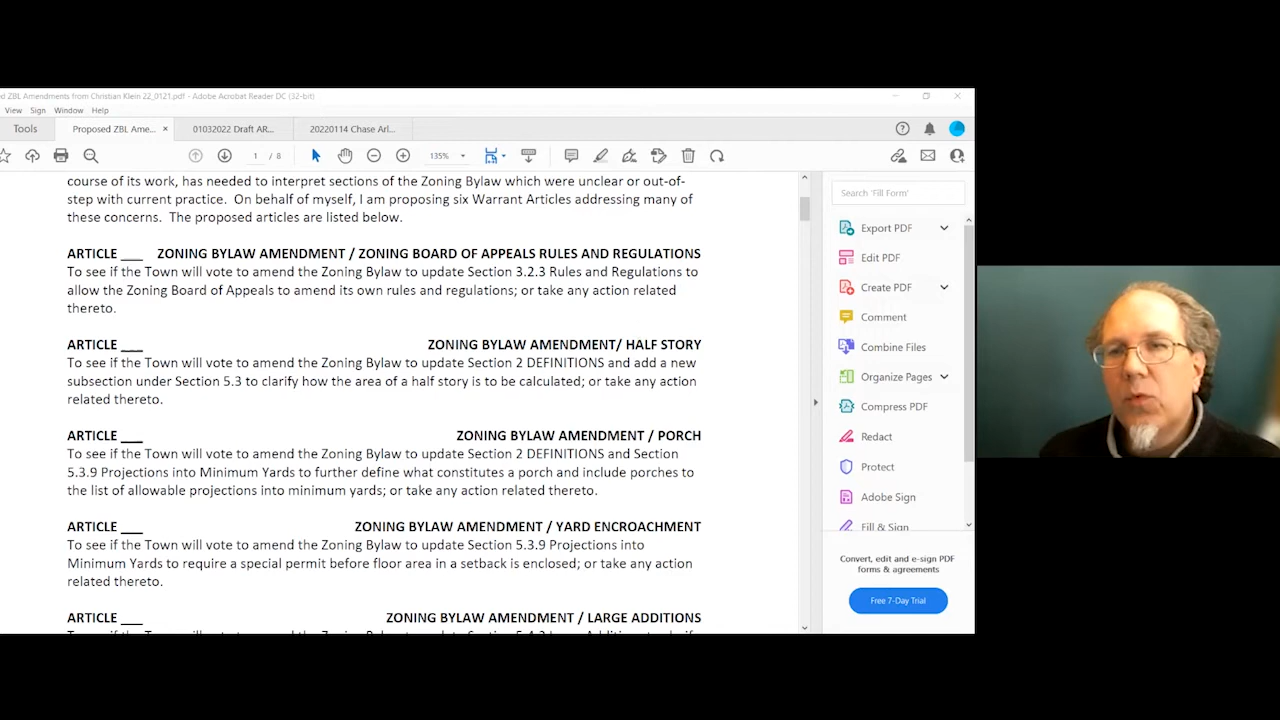 ed ZBL Amendments from Christian Klein 22_0121.pdf - Adobe Acrobat Reader DC (32-bit)
View Sign Window Help
Tools
Proposed ZBL Ame... ×
01032022 Draft AR...
20220114 Chase Arl...
1 / 8
135%
course of its work, has needed to interpret sections of the Zoning Bylaw which were unclear or out-of-
step with current practice. On behalf of myself, I am proposing six Warrant Articles addressing many of
these concerns. The proposed articles are listed below.
ARTICLE ___ ZONING BYLAW AMENDMENT / ZONING BOARD OF APPEALS RULES AND REGULATIONS
To see if the Town will vote to amend the Zoning Bylaw to update Section 3.2.3 Rules and Regulations to
allow the Zoning Board of Appeals to amend its own rules and regulations; or take any action related
thereto.
ARTICLE ___ ZONING BYLAW AMENDMENT/ HALF STORY
To see if the Town will vote to amend the Zoning Bylaw to update Section 2 DEFINITIONS and add a new
subsection under Section 5.3 to clarify how the area of a half story is to be calculated; or take any action
related thereto.
ARTICLE ___ ZONING BYLAW AMENDMENT / PORCH
To see if the Town will vote to amend the Zoning Bylaw to update Section 2 DEFINITIONS and Section
5.3.9 Projections into Minimum Yards to further define what constitutes a porch and include porches to
the list of allowable projections into minimum yards; or take any action related thereto.
ARTICLE ___ ZONING BYLAW AMENDMENT / YARD ENCROACHMENT
To see if the Town will vote to amend the Zoning Bylaw to update Section 5.3.9 Projections into
Minimum Yards to require a special permit before floor area in a setback is enclosed; or take any action
related thereto.
ARTICLE ___ ZONING BYLAW AMENDMENT / LARGE ADDITIONS
Search 'Fill Form'
Export PDF
Edit PDF
Create PDF
Comment
Combine Files
Organize Pages
Compress PDF
Redact
Protect
Adobe Sign
Fill & Sign
Convert, edit and e-sign PDF
forms & agreements
Free 7-Day Trial